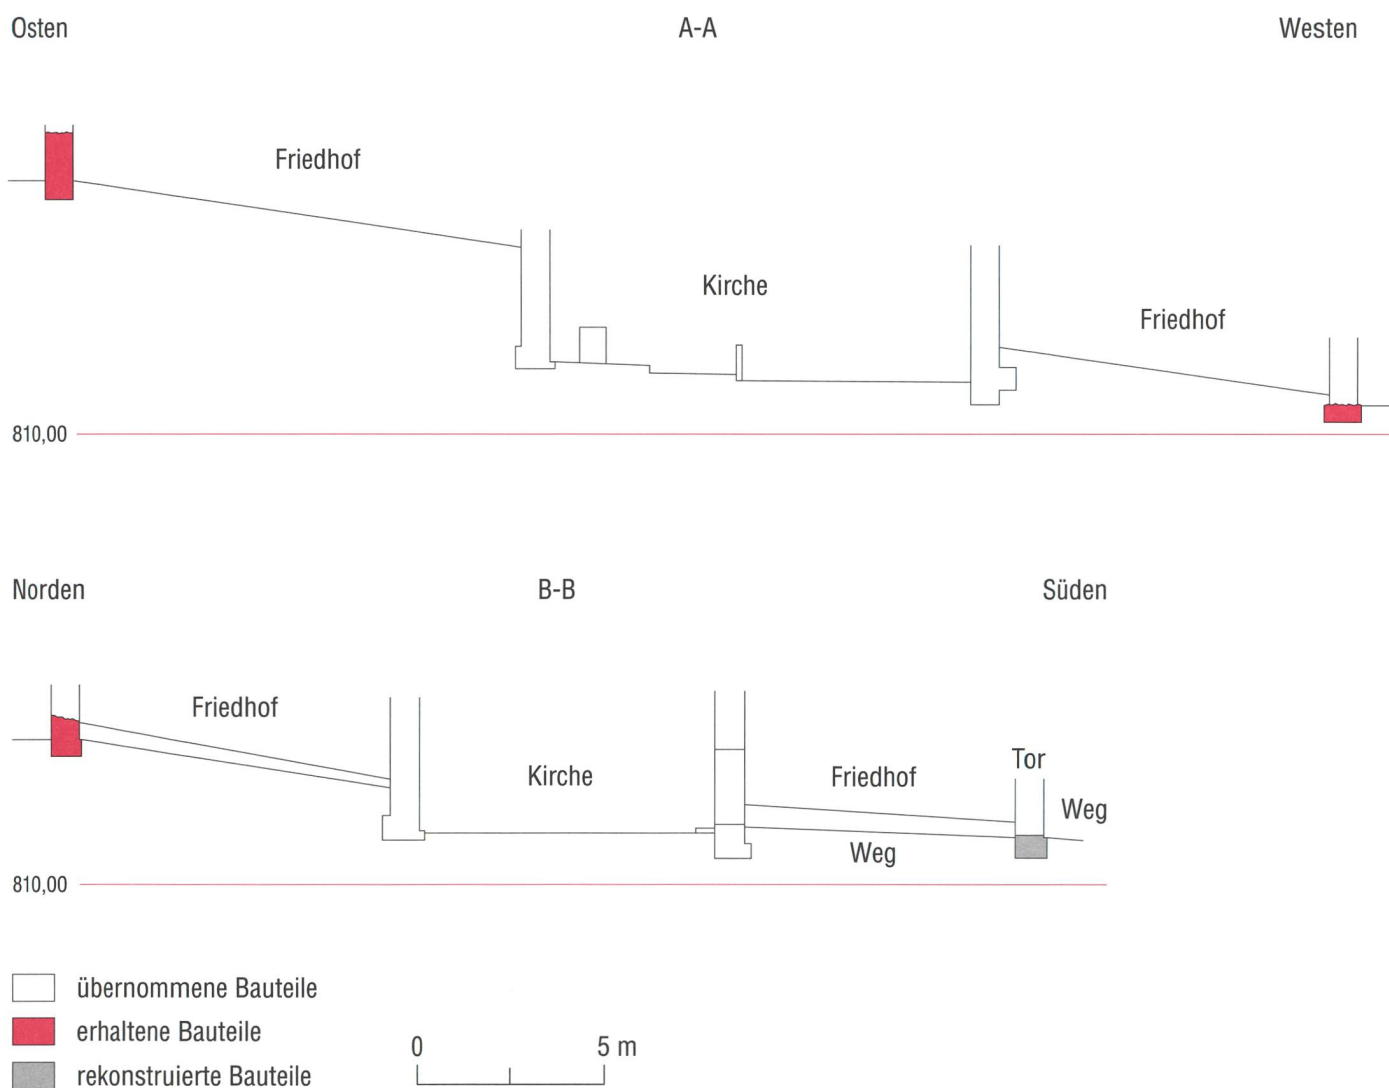 Osten A-A Westen
Friedhof
Kirche
Friedhof
810,00
Norden B-B Süden
Friedhof
Kirche
Friedhof
Tor
Weg
Weg
810,00
übernommene Bauteile
erhaltene Bauteile
rekonstruierte Bauteile
0 5 m